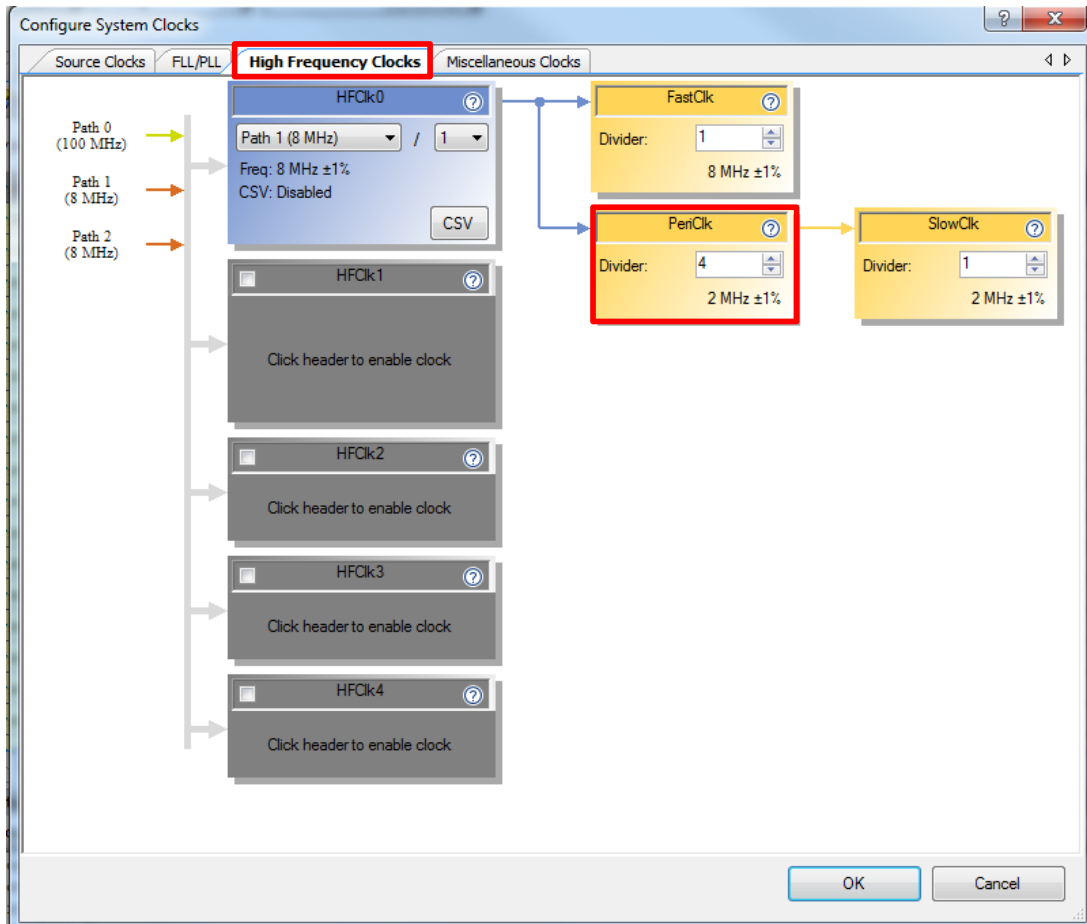 Configure System Clocks
?
X
Source Clocks
FLL/PLL
High Frequency Clocks
Miscellaneous Clocks
Path 0
(100 MHz)
Path 1
(8 MHz)
Path 2
(8 MHz)
HFClk0
?
Path 1 (8 MHz)
/
1
Freq: 8 MHz ±1%
CSV: Disabled
CSV
FastClk
?
Divider:
1
8 MHz ±1%
PeriClk
?
Divider:
4
2 MHz ±1%
SlowClk
?
Divider:
1
2 MHz ±1%
HFClk1
?
Click header to enable clock
HFClk2
?
Click header to enable clock
HFClk3
?
Click header to enable clock
HFClk4
?
Click header to enable clock
OK
Cancel